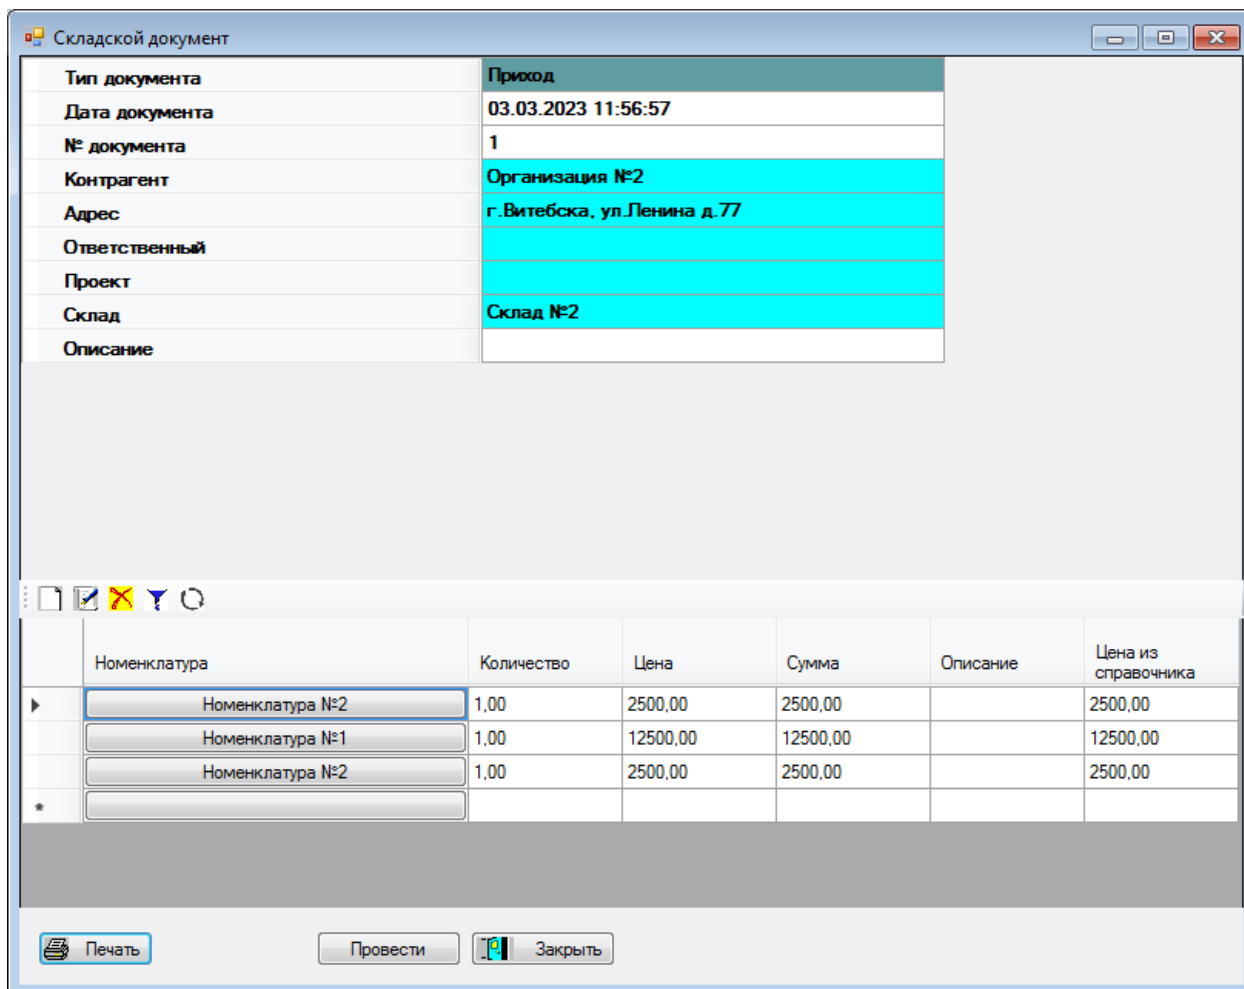 Складской документ
Тип документа Приход
Дата документа 03.03.2023 11:56:57
№ документа 1
Контрагент Организация №2
Адрес г.Витебска, ул.Ленина д.77
Ответственный
Проект
Склад Склад №2
Описание
Номенклатура Количество Цена Сумма Описание Цена из справочника
Номенклатура №2 1,00 2500,00 2500,00 2500,00
Номенклатура №1 1,00 12500,00 12500,00 12500,00
Номенклатура №2 1,00 2500,00 2500,00 2500,00
Печать Провести Закрыть